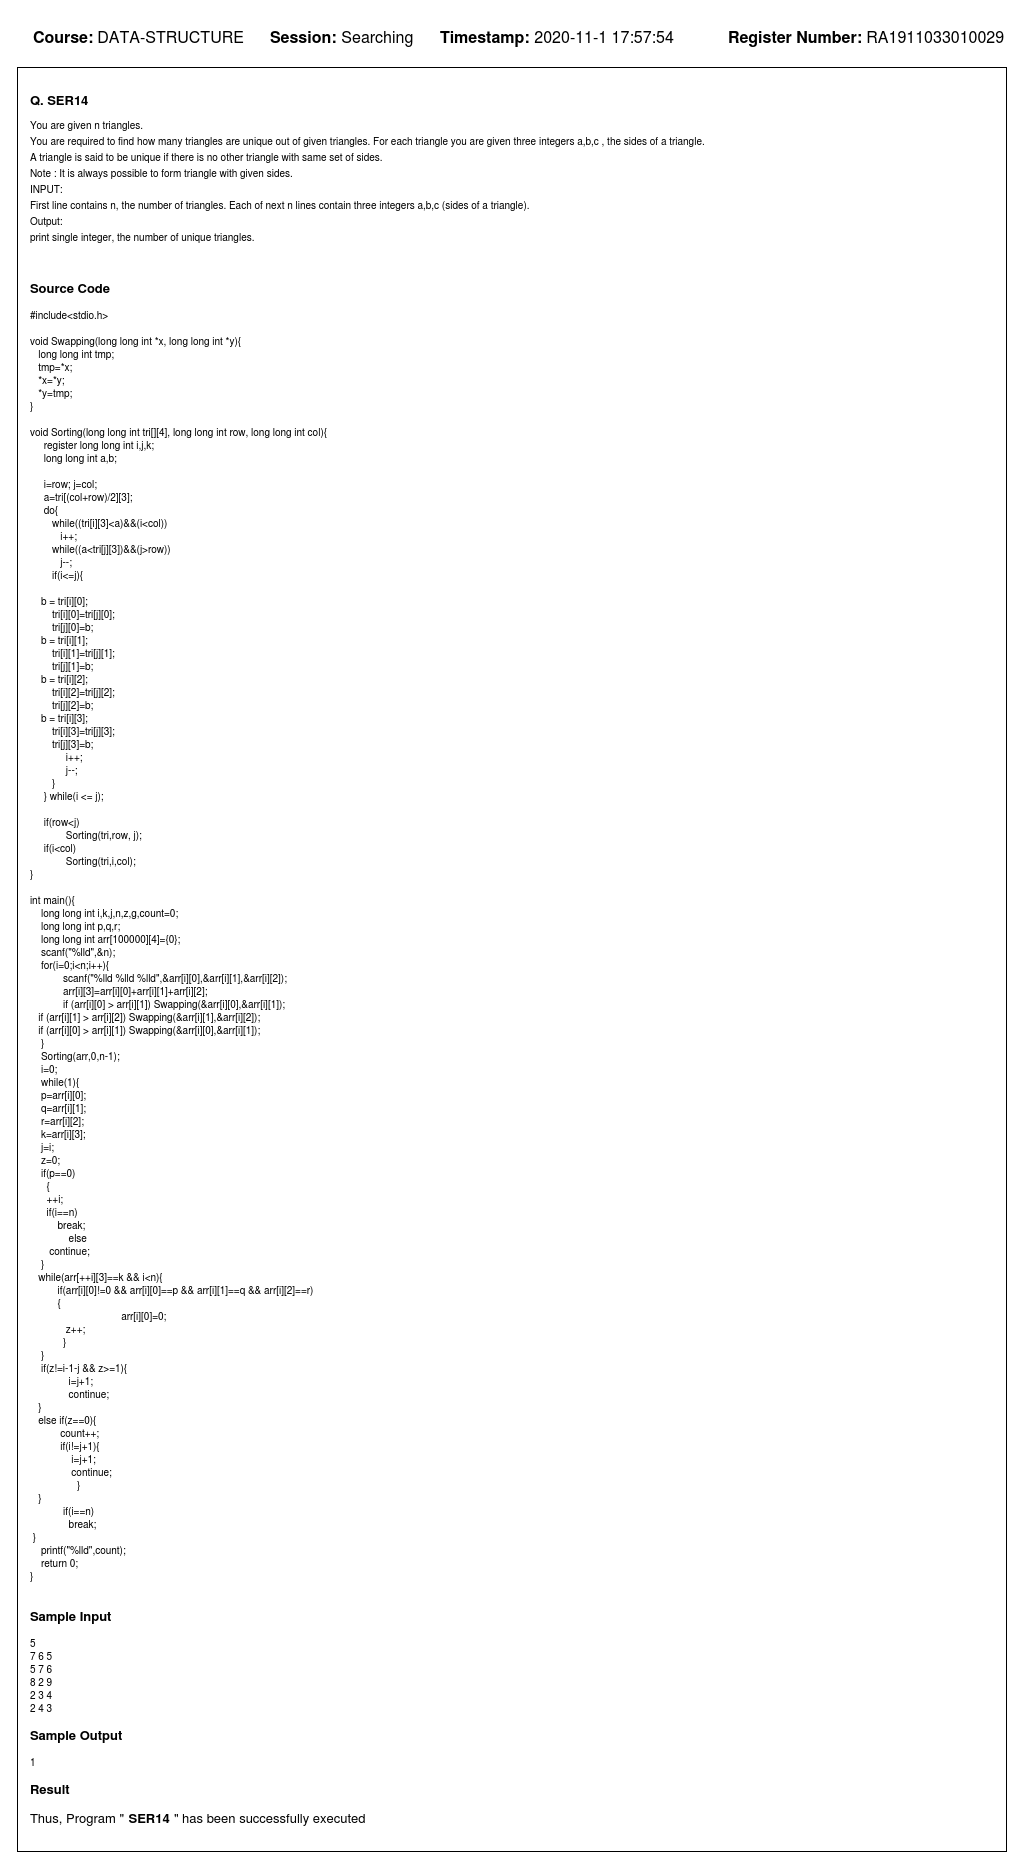 Course: DATA-STRUCTURE Session: Searching Timestamp: 2020-11-1 17:57:54 Register Number: RA1911033010029
Q. SER14
You are given n triangles.
You are required to find how many triangles are unique out of given triangles. For each triangle you are given three integers a,b,c , the sides of a triangle.
A triangle is said to be unique if there is no other triangle with same set of sides.
Note : It is always possible to form triangle with given sides.
INPUT:
First line contains n, the number of triangles. Each of next n lines contain three integers a,b,c (sides of a triangle).
Output:
print single integer, the number of unique triangles.
Source Code
#include<stdio.h>
void Swapping(long long int *x, long long int *y){
long long int tmp;
tmp=*x;
*x=*y;
*y=tmp;
}
void Sorting(long long int tri[][4], long long int row, long long int col){
register long long int i,j,k;
long long int a,b;
i=row; j=col;
a=tri[(col+row)/2][3];
do{
while((tri[i][3]<a)&&(i<col))
i++;
while((a<tri[j][3])&&(j>row))
j--;
if(i<=j){
b = tri[i][0];
tri[i][0]=tri[j][0];
tri[j][0]=b;
b = tri[i][1];
tri[i][1]=tri[j][1];
tri[j][1]=b;
b = tri[i][2];
tri[i][2]=tri[j][2];
tri[j][2]=b;
b = tri[i][3];
tri[i][3]=tri[j][3];
tri[j][3]=b;
i++;
j--;
}
} while(i <= j);
if(row<j)
Sorting(tri,row, j);
if(i<col)
Sorting(tri,i,col);
}
int main(){
long long int i,k,j,n,z,g,count=0;
long long int p,q,r;
long long int arr[100000][4]={0};
scanf("%lld",&n);
for(i=0;i<n;i++){
scanf("%lld %lld %lld",&arr[i][0],&arr[i][1],&arr[i][2]);
arr[i][3]=arr[i][0]+arr[i][1]+arr[i][2];
if (arr[i][0] > arr[i][1]) Swapping(&arr[i][0],&arr[i][1]);
if (arr[i][1] > arr[i][2]) Swapping(&arr[i][1],&arr[i][2]);
if (arr[i][0] > arr[i][1]) Swapping(&arr[i][0],&arr[i][1]);
}
Sorting(arr,0,n-1);
i=0;
while(1){
p=arr[i][0];
q=arr[i][1];
r=arr[i][2];
k=arr[i][3];
j=i;
z=0;
if(p==0)
{
++i;
if(i==n)
break;
else
continue;
}
while(arr[++i][3]==k && i<n){
if(arr[i][0]!=0 && arr[i][0]==p && arr[i][1]==q && arr[i][2]==r)
{
arr[i][0]=0;
z++;
}
}
if(z!=i-1-j && z>=1){
i=j+1;
continue;
}
else if(z==0){
count++;
if(i!=j+1){
i=j+1;
continue;
}
}
if(i==n)
break;
}
printf("%lld",count);
return 0;
}
Sample Input
5
7 6 5
5 7 6
8 2 9
2 3 4
2 4 3
Sample Output
1
Result
Thus, Program " SER14 " has been successfully executed